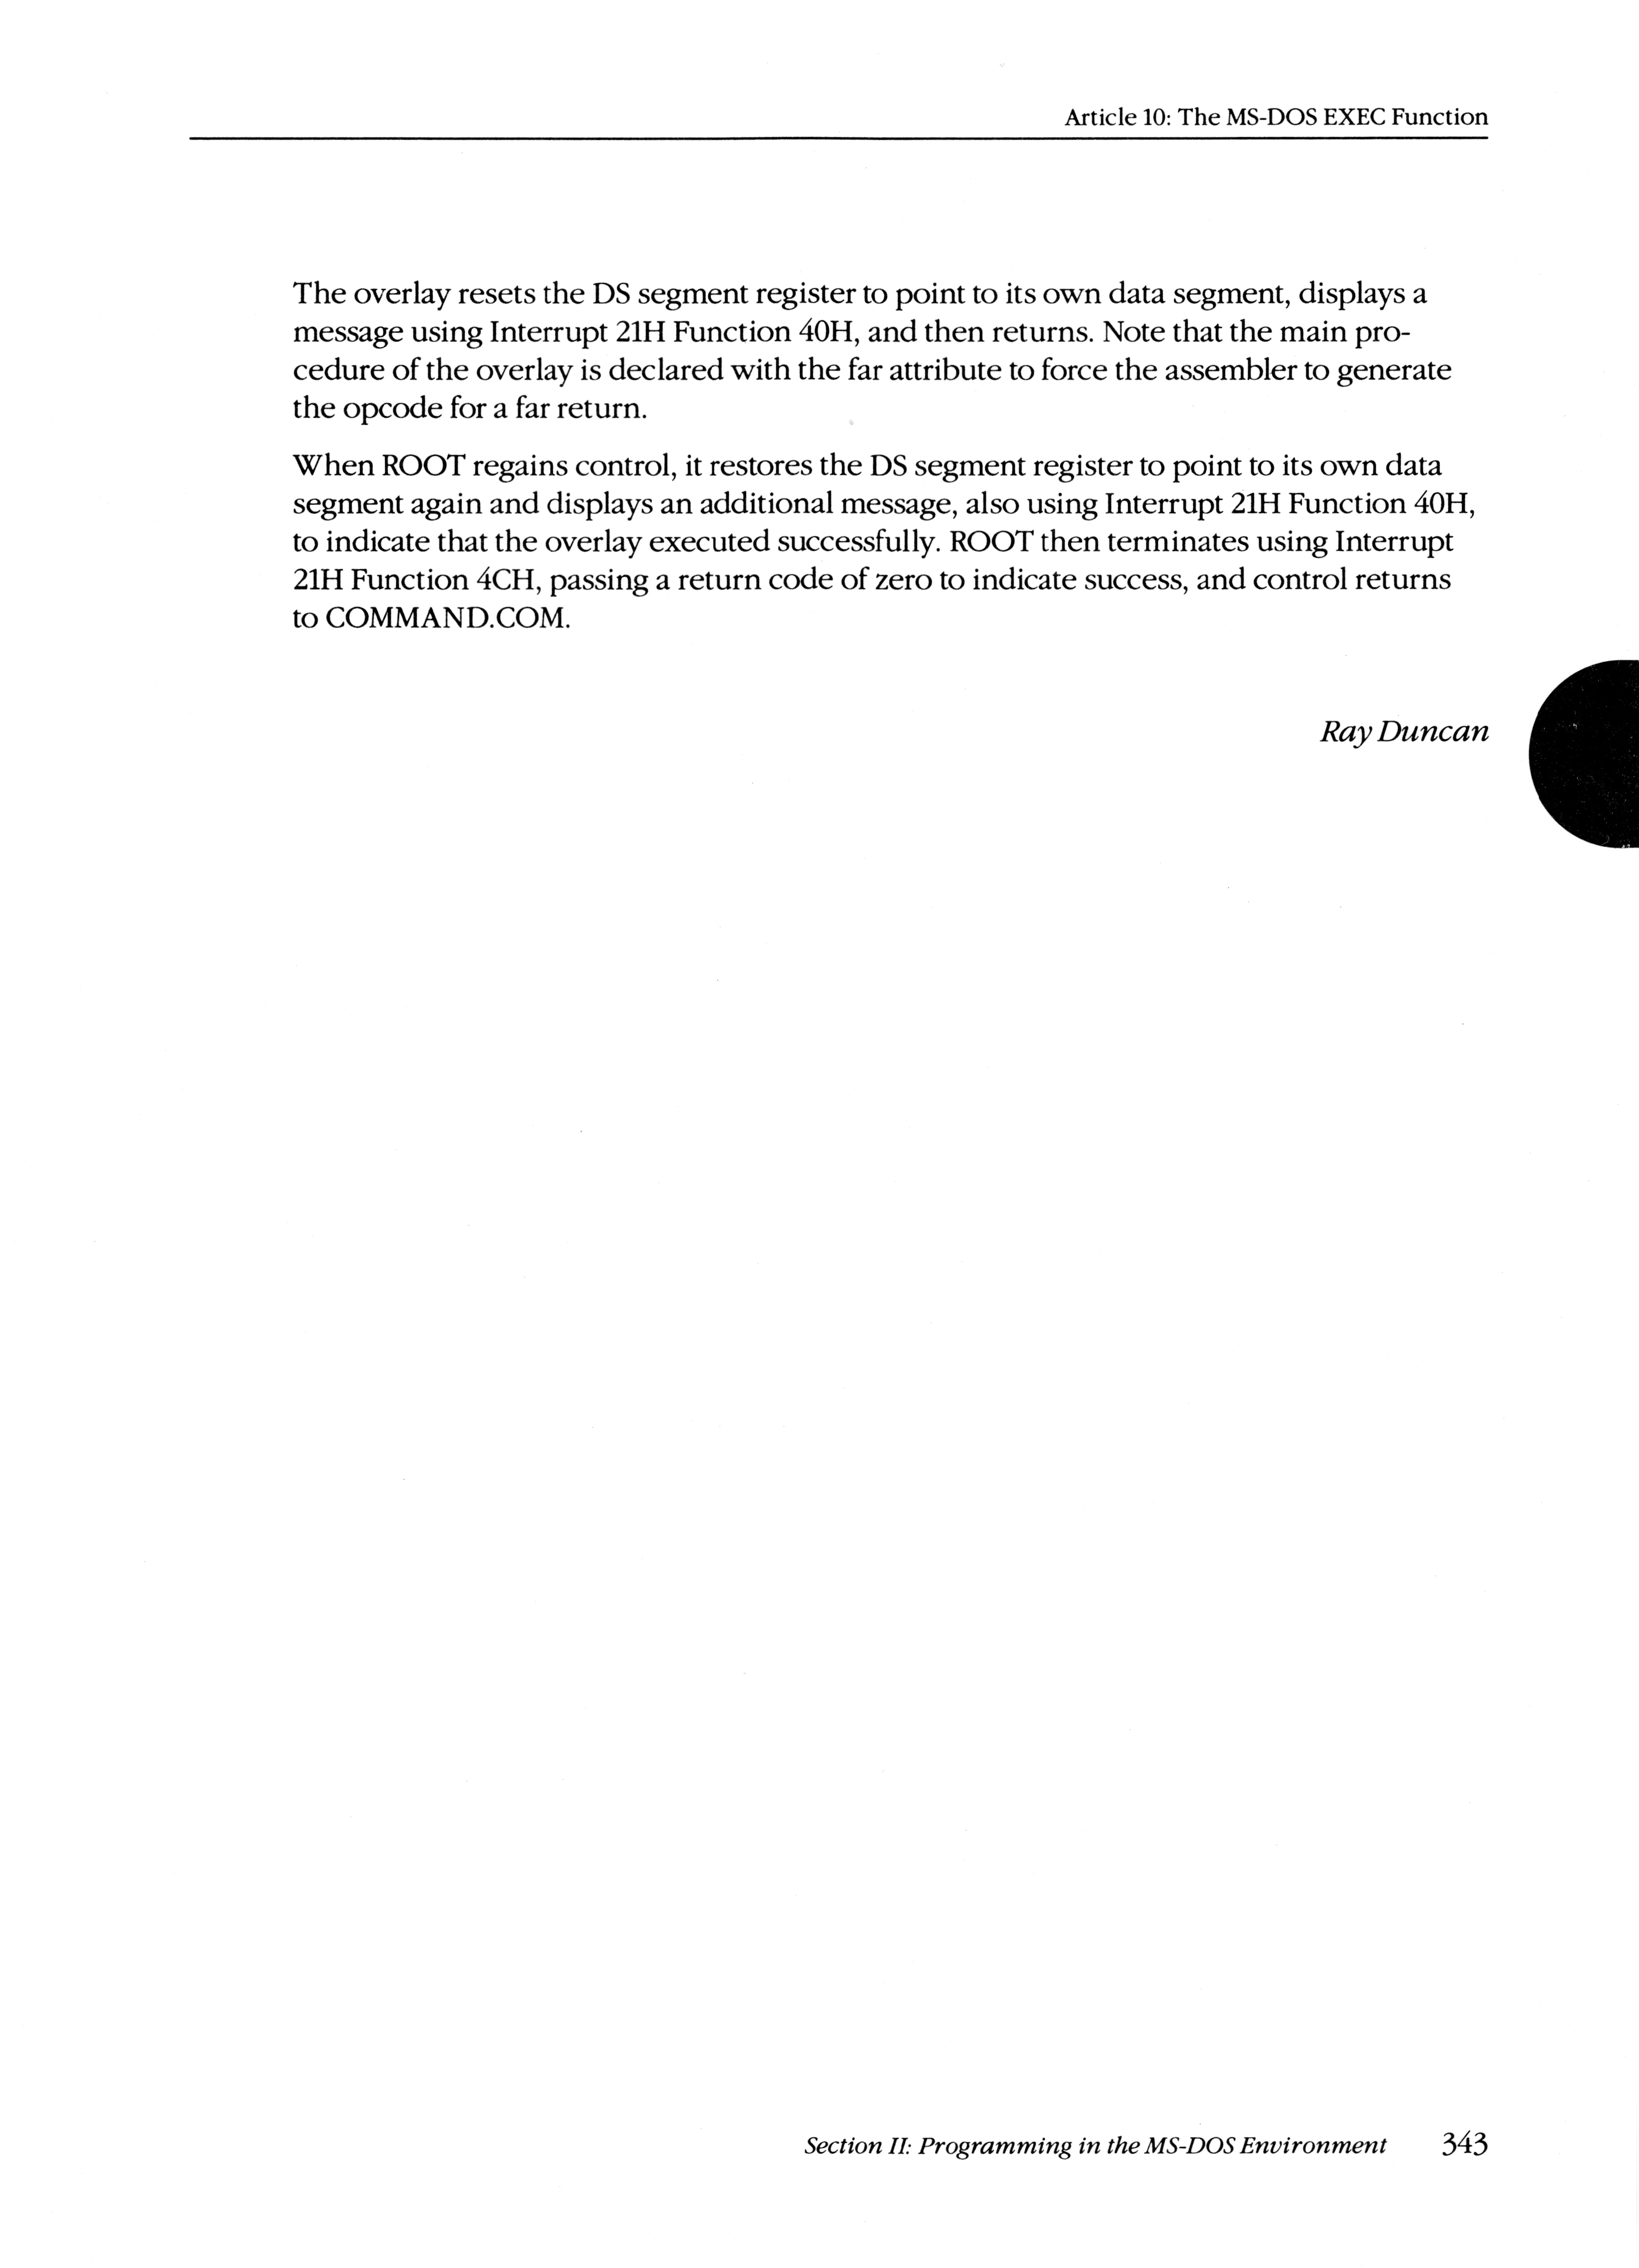 Article 10: The MS-DOS EXEC Function
The overlay resets the DS segment register to point to its own data segment, displays a
message using Interrupt 21H Function 40H, and then returns. Note that the main pro-
cedure of the overlay is declared with the far attribute to force the assembler to generate
the opcode for a far return.
When ROOT regains control, it restores the DS segment register to point to its own data
segment again and displays an additional message, also using Interrupt 21H Function 40H,
to indicate that the overlay executed successfully. ROOT then terminates using Interrupt
21H Function 4CH, passing a return code of zero to indicate success, and control returns
to COMMAND.COM.
Ray Duncan
Section II: Programming in the MS-DOS Environment 343